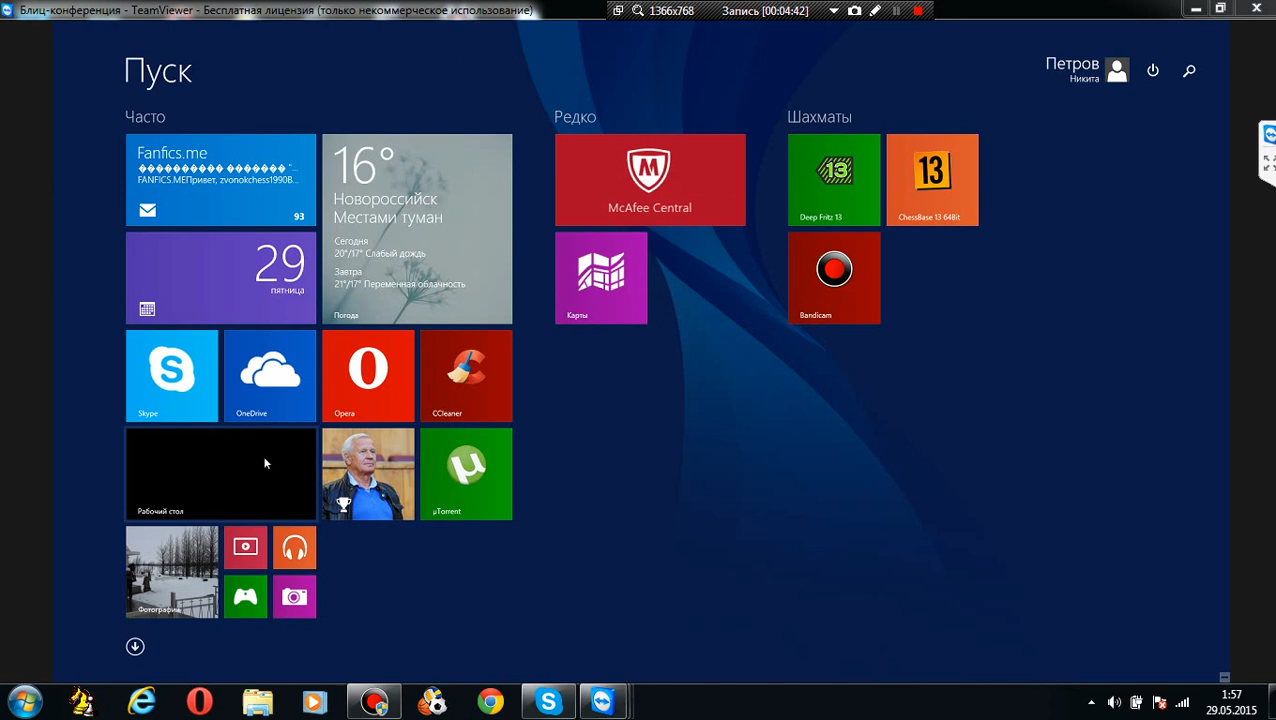 Блиц-конференция - TeamViewer - Бесплатная лицензия (только некоммерческое использование)
1366x768
Запись [00:04:42]
Пуск
Петров
Никита
Часто
Редко
Шахматы
Fanfics.me
���������� ������� "...
FANFICS.MEПривет, zvonokchess1990В...
93
16°
Новороссийск
Местами туман
Сегодня
20°/17° Слабый дождь
Завтра
21°/17° Переменная облачность
Погода
29
пятница
McAfee Central
Карты
13
Deep Fritz 13
13
ChessBase 13 64Bit
Bandicam
Skype
OneDrive
Opera
CCleaner
Рабочий стол
µTorrent
Фотографии
1:57
29.05.2015